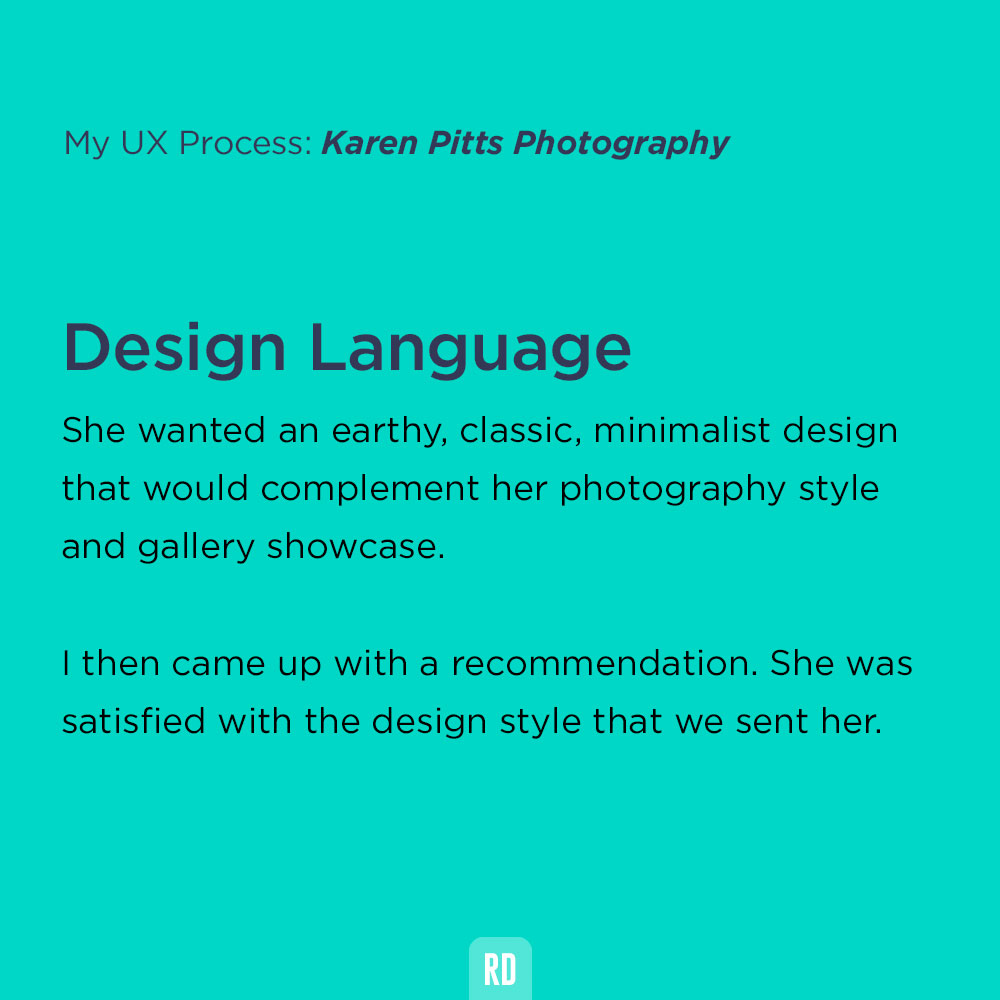 My UX Process: Karen Pitts Photography
Design Language
She wanted an earthy, classic, minimalist design
that would complement her photography style
and gallery showcase.
I then came up with a recommendation. She was
satisfied with the design style that we sent her.
RD